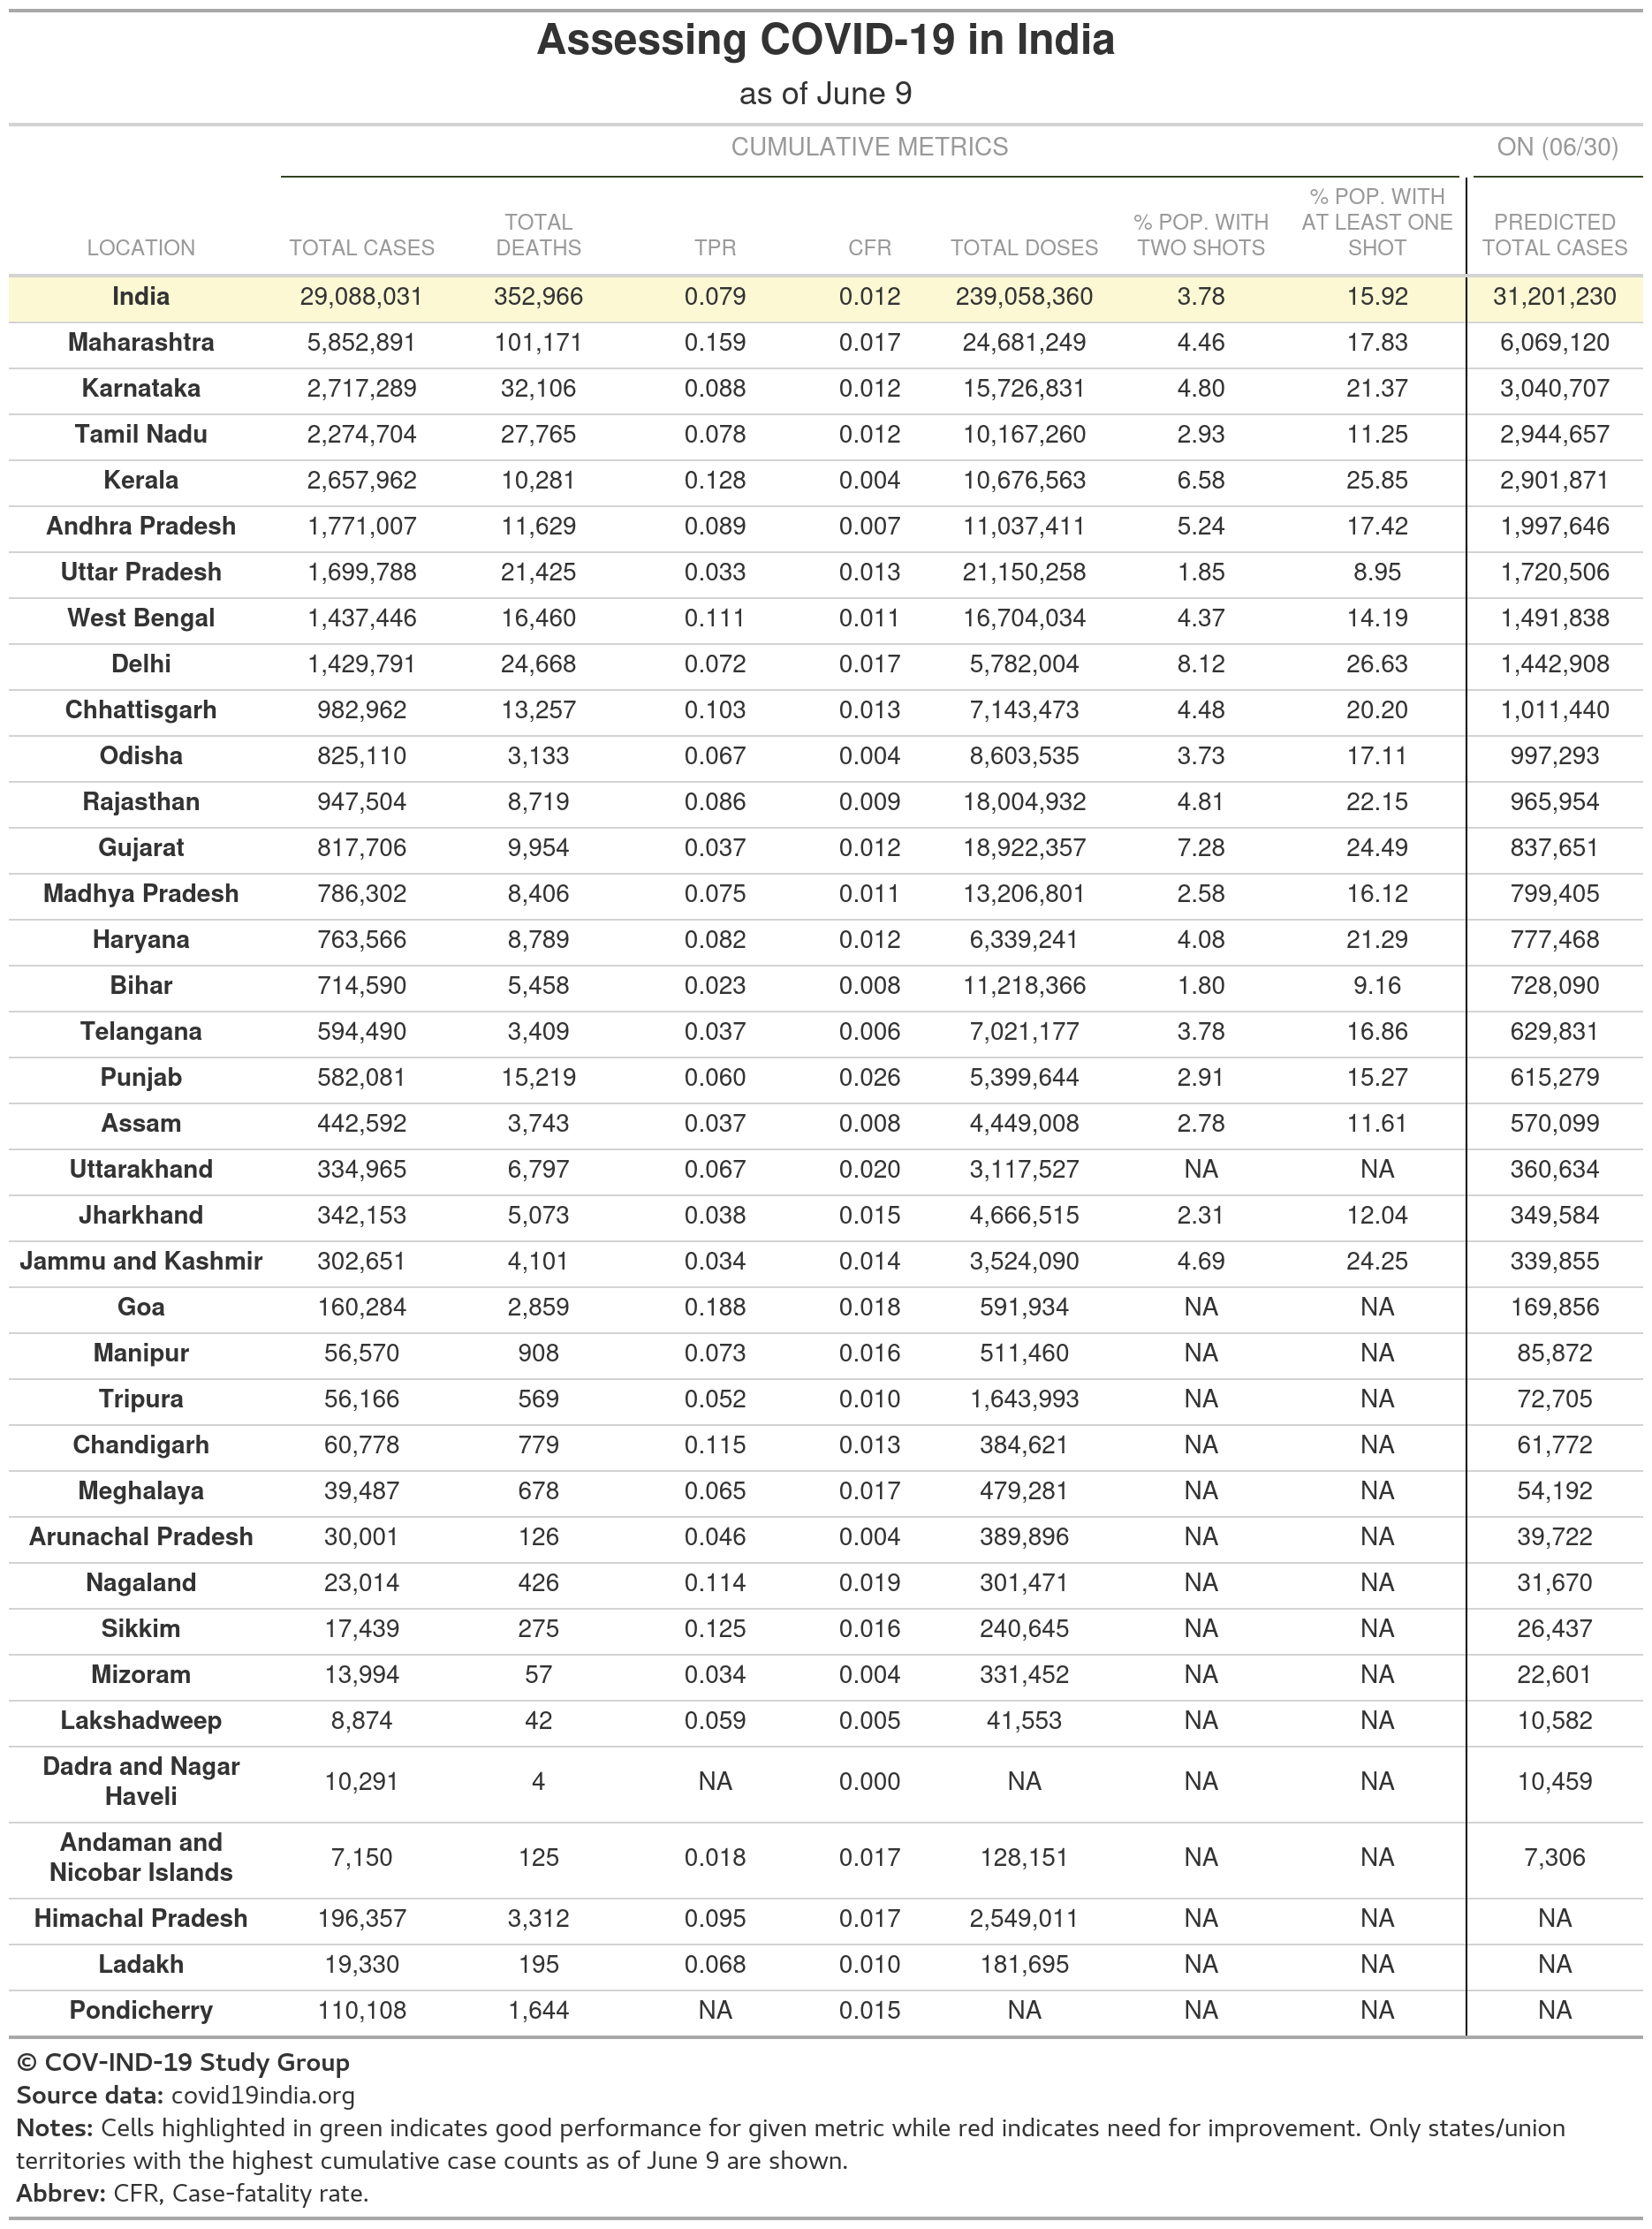 Assessing COVID-19 in India
as of June 9
CUMULATIVE METRICS ON (06/30)
LOCATION TOTAL CASES TOTAL DEATHS TPR CFR TOTAL DOSES % POP. WITH TWO SHOTS % POP. WITH AT LEAST ONE SHOT PREDICTED TOTAL CASES
India 29,088,031 352,966 0.079 0.012 239,058,360 3.78 15.92 31,201,230
Maharashtra 5,852,891 101,171 0.159 0.017 24,681,249 4.46 17.83 6,069,120
Karnataka 2,717,289 32,106 0.088 0.012 15,726,831 4.80 21.37 3,040,707
Tamil Nadu 2,274,704 27,765 0.078 0.012 10,167,260 2.93 11.25 2,944,657
Kerala 2,657,962 10,281 0.128 0.004 10,676,563 6.58 25.85 2,901,871
Andhra Pradesh 1,771,007 11,629 0.089 0.007 11,037,411 5.24 17.42 1,997,646
Uttar Pradesh 1,699,788 21,425 0.033 0.013 21,150,258 1.85 8.95 1,720,506
West Bengal 1,437,446 16,460 0.111 0.011 16,704,034 4.37 14.19 1,491,838
Delhi 1,429,791 24,668 0.072 0.017 5,782,004 8.12 26.63 1,442,908
Chhattisgarh 982,962 13,257 0.103 0.013 7,143,473 4.48 20.20 1,011,440
Odisha 825,110 3,133 0.067 0.004 8,603,535 3.73 17.11 997,293
Rajasthan 947,504 8,719 0.086 0.009 18,004,932 4.81 22.15 965,954
Gujarat 817,706 9,954 0.037 0.012 18,922,357 7.28 24.49 837,651
Madhya Pradesh 786,302 8,406 0.075 0.011 13,206,801 2.58 16.12 799,405
Haryana 763,566 8,789 0.082 0.012 6,339,241 4.08 21.29 777,468
Bihar 714,590 5,458 0.023 0.008 11,218,366 1.80 9.16 728,090
Telangana 594,490 3,409 0.037 0.006 7,021,177 3.78 16.86 629,831
Punjab 582,081 15,219 0.060 0.026 5,399,644 2.91 15.27 615,279
Assam 442,592 3,743 0.037 0.008 4,449,008 2.78 11.61 570,099
Uttarakhand 334,965 6,797 0.067 0.020 3,117,527 NA NA 360,634
Jharkhand 342,153 5,073 0.038 0.015 4,666,515 2.31 12.04 349,584
Jammu and Kashmir 302,651 4,101 0.034 0.014 3,524,090 4.69 24.25 339,855
Goa 160,284 2,859 0.188 0.018 591,934 NA NA 169,856
Manipur 56,570 908 0.073 0.016 511,460 NA NA 85,872
Tripura 56,166 569 0.052 0.010 1,643,993 NA NA 72,705
Chandigarh 60,778 779 0.115 0.013 384,621 NA NA 61,772
Meghalaya 39,487 678 0.065 0.017 479,281 NA NA 54,192
Arunachal Pradesh 30,001 126 0.046 0.004 389,896 NA NA 39,722
Nagaland 23,014 426 0.114 0.019 301,471 NA NA 31,670
Sikkim 17,439 275 0.125 0.016 240,645 NA NA 26,437
Mizoram 13,994 57 0.034 0.004 331,452 NA NA 22,601
Lakshadweep 8,874 42 0.059 0.005 41,553 NA NA 10,582
Dadra and Nagar Haveli 10,291 4 NA 0.000 NA NA NA 10,459
Andaman and Nicobar Islands 7,150 125 0.018 0.017 128,151 NA NA 7,306
Himachal Pradesh 196,357 3,312 0.095 0.017 2,549,011 NA NA NA
Ladakh 19,330 195 0.068 0.010 181,695 NA NA NA
Pondicherry 110,108 1,644 NA 0.015 NA NA NA NA
© COV-IND-19 Study Group
Source data: covid19india.org
Notes: Cells highlighted in green indicates good performance for given metric while red indicates need for improvement. Only states/union
territories with the highest cumulative case counts as of June 9 are shown.
Abbrev: CFR, Case-fatality rate.